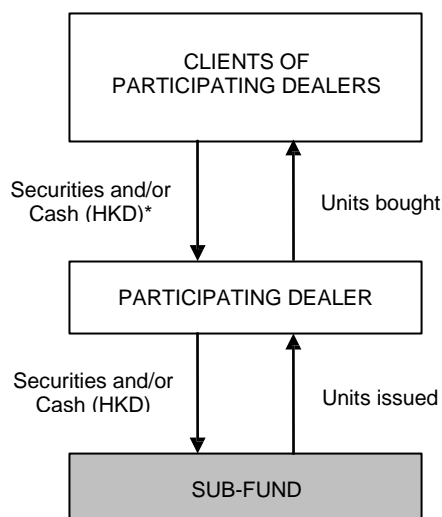 CLIENTS OF
PARTICIPATING DEALERS
Securities and/or
Cash (HKD)*
Units bought
PARTICIPATING DEALER
Securities and/or
Cash (HKD)
Units issued
SUB-FUND